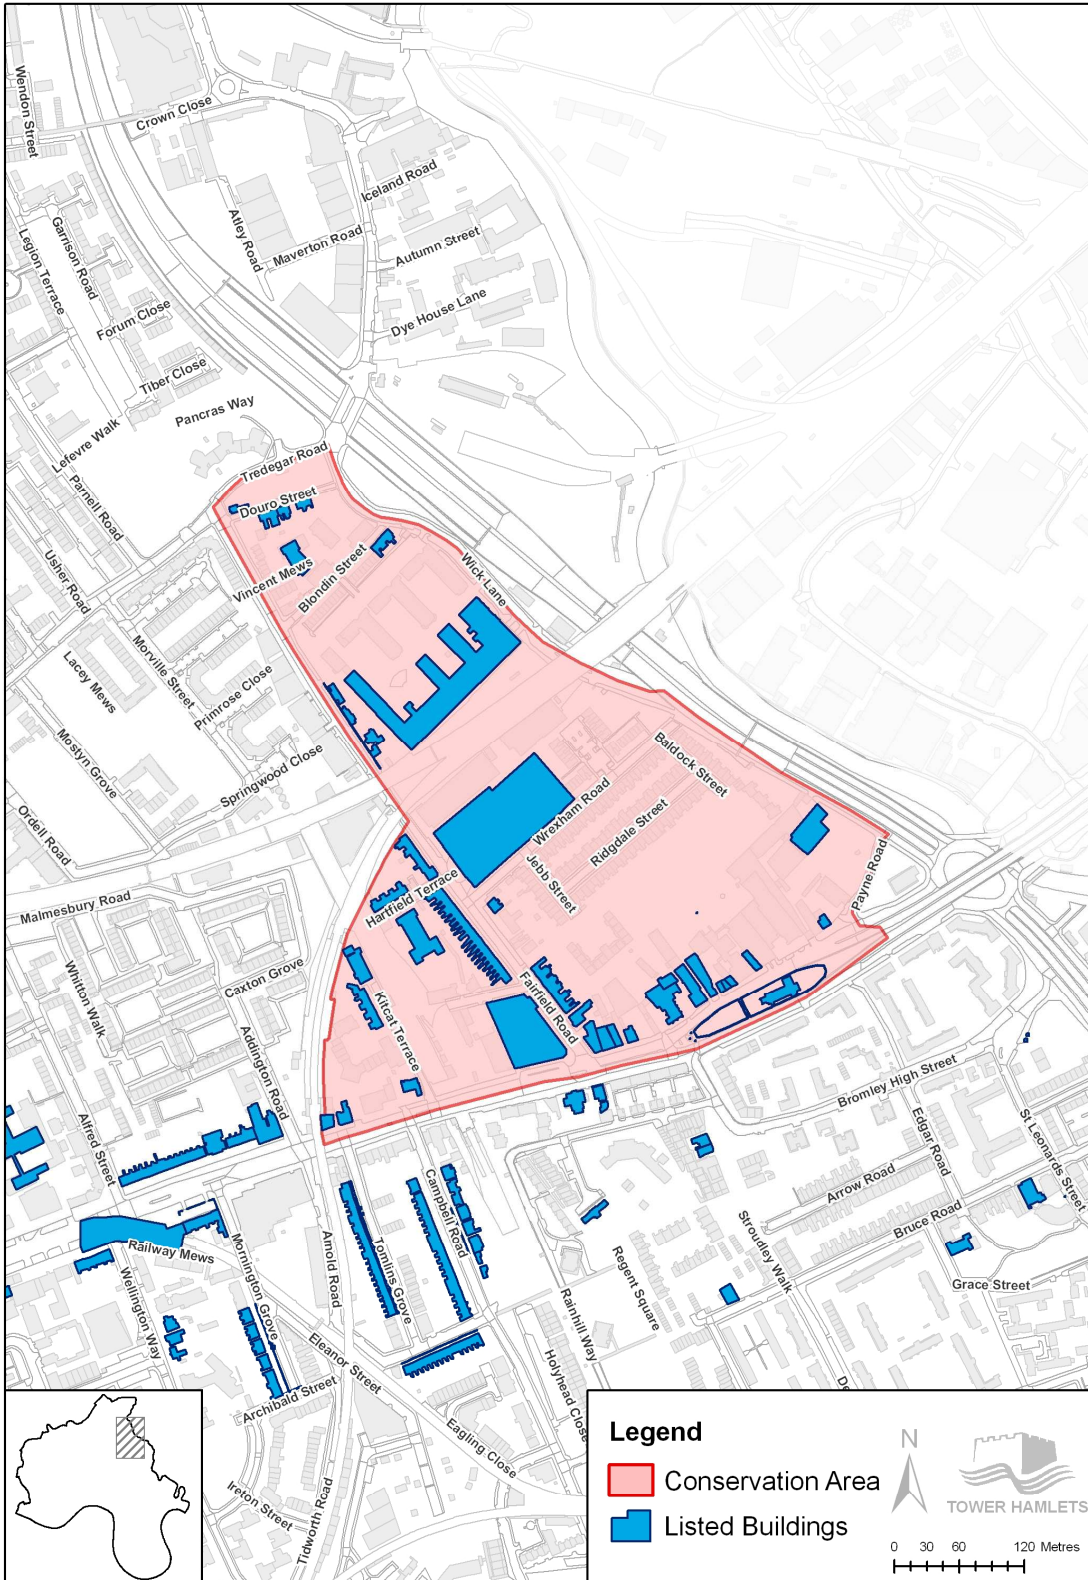 Wendon Street
Crown Close
Iceland Road
Atley Road
Maverton Road
Autumn Street
Garrison Road
Legion Terrace
Forum Close
Dye House Lane
Tiber Close
Pancras Way
Lefevre Walk
Parnell Road
Tredegar Road
Douro Street
Usher Road
Vincent Mews
Blondin Street
Wick Lane
Morville Street
Lacey Mews
Primrose Close
Mostyn Grove
Springwood Close
Baldock Street
Wrexham Road
Ridgdale Street
Ordell Road
Jebb Street
Hartfield Terrace
Payne Road
Malmesbury Road
Whitton Walk
Caxton Grove
Fairfield Road
Kitcat Terrace
Addington Road
Bromley High Street
Alfred Street
Edgar Road
St Leonards Street
Arrow Road
Bruce Road
Campbell Road
Stroudley Walk
Railway Mews
Mornington Grove
Arnold Road
Tomlins Grove
Regent Square
Grace Street
Wellington Way
Rainhill Way
Eleanor Street
Holyhead Close
De
Archibald Street
Eagling Close
Ireton Street
Tidworth Road
Legend
Conservation Area
Listed Buildings
N
TOWER HAMLETS
0 30 60 120 Metres